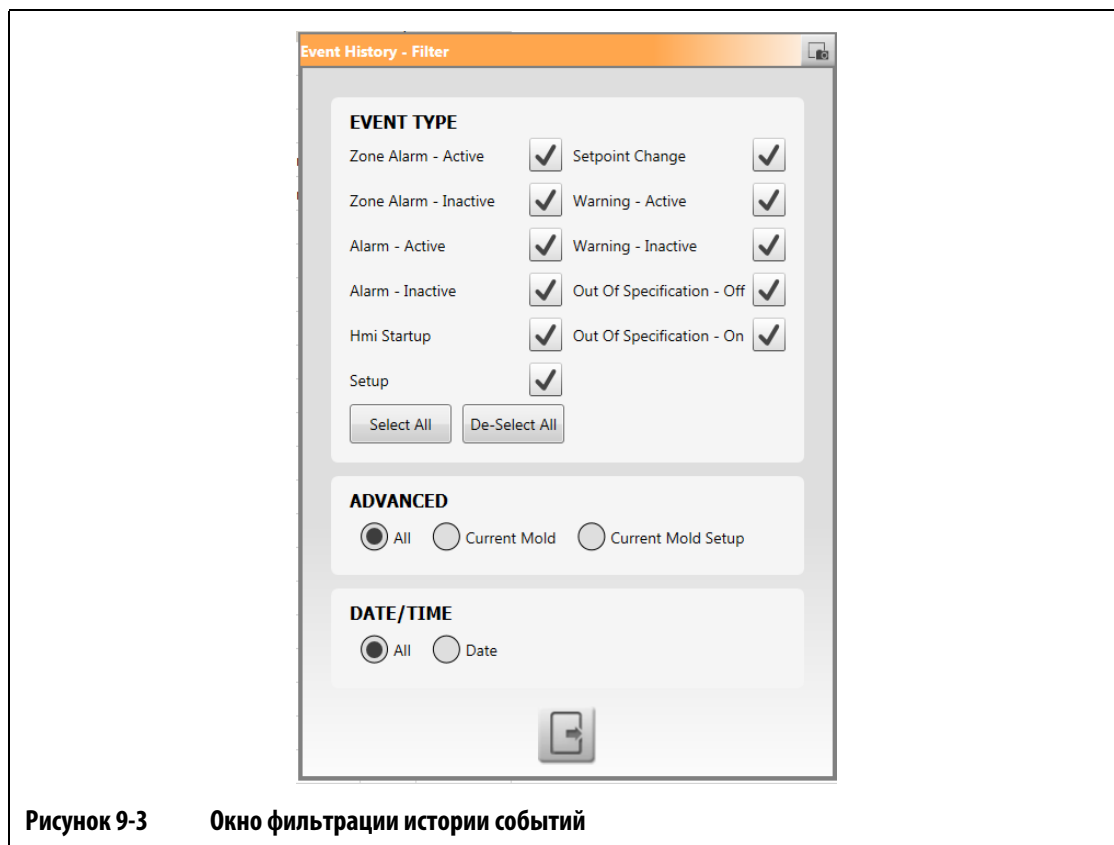 Event History - Filter
EVENT TYPE
Zone Alarm - Active
Setpoint Change
Zone Alarm - Inactive
Warning - Active
Alarm - Active
Warning - Inactive
Alarm - Inactive
Out Of Specification - Off
Hmi Startup
Out Of Specification - On
Setup
Select All
De-Select All
ADVANCED
All
Current Mold
Current Mold Setup
DATE/TIME
All
Date
Рисунок 9-3 Окно фильтрации истории событий